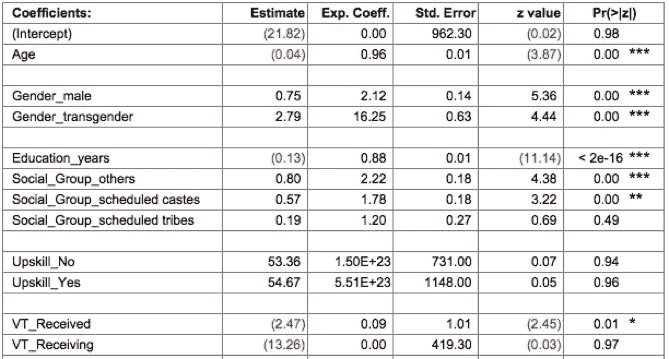 Coefficients: Estimate Exp. Coeff. Std. Error z value Pr(>|z|)
(Intercept) (21.82) 0.00 962.30 (0.02) 0.98
Age (0.04) 0.96 0.01 (3.87) 0.00 ***
Gender_male 0.75 2.12 0.14 5.36 0.00 ***
Gender_transgender 2.79 16.25 0.63 4.44 0.00 ***
Education_years (0.13) 0.88 0.01 (11.14) < 2e-16 ***
Social_Group_others 0.80 2.22 0.18 4.38 0.00 ***
Social_Group_scheduled castes 0.57 1.78 0.18 3.22 0.00 **
Social_Group_scheduled tribes 0.19 1.20 0.27 0.69 0.49
Upskill_No 53.36 1.50E+23 731.00 0.07 0.94
Upskill_Yes 54.67 5.51E+23 1148.00 0.05 0.96
VT_Received (2.47) 0.09 1.01 (2.45) 0.01 *
VT_Receiving (13.26) 0.00 419.30 (0.03) 0.97